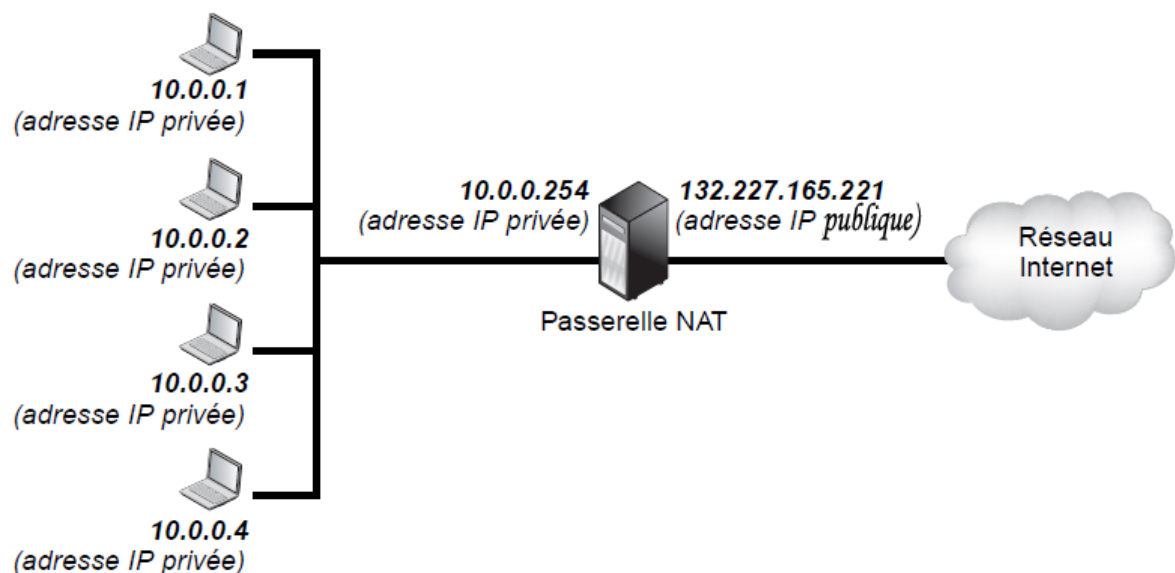 10.0.0.1
(adresse IP privée)
10.0.0.2
(adresse IP privée)
10.0.0.3
(adresse IP privée)
10.0.0.4
(adresse IP privée)
10.0.0.254
(adresse IP privée)
132.227.165.221
(adresse IP publique)
Passerelle NAT
Réseau
Internet